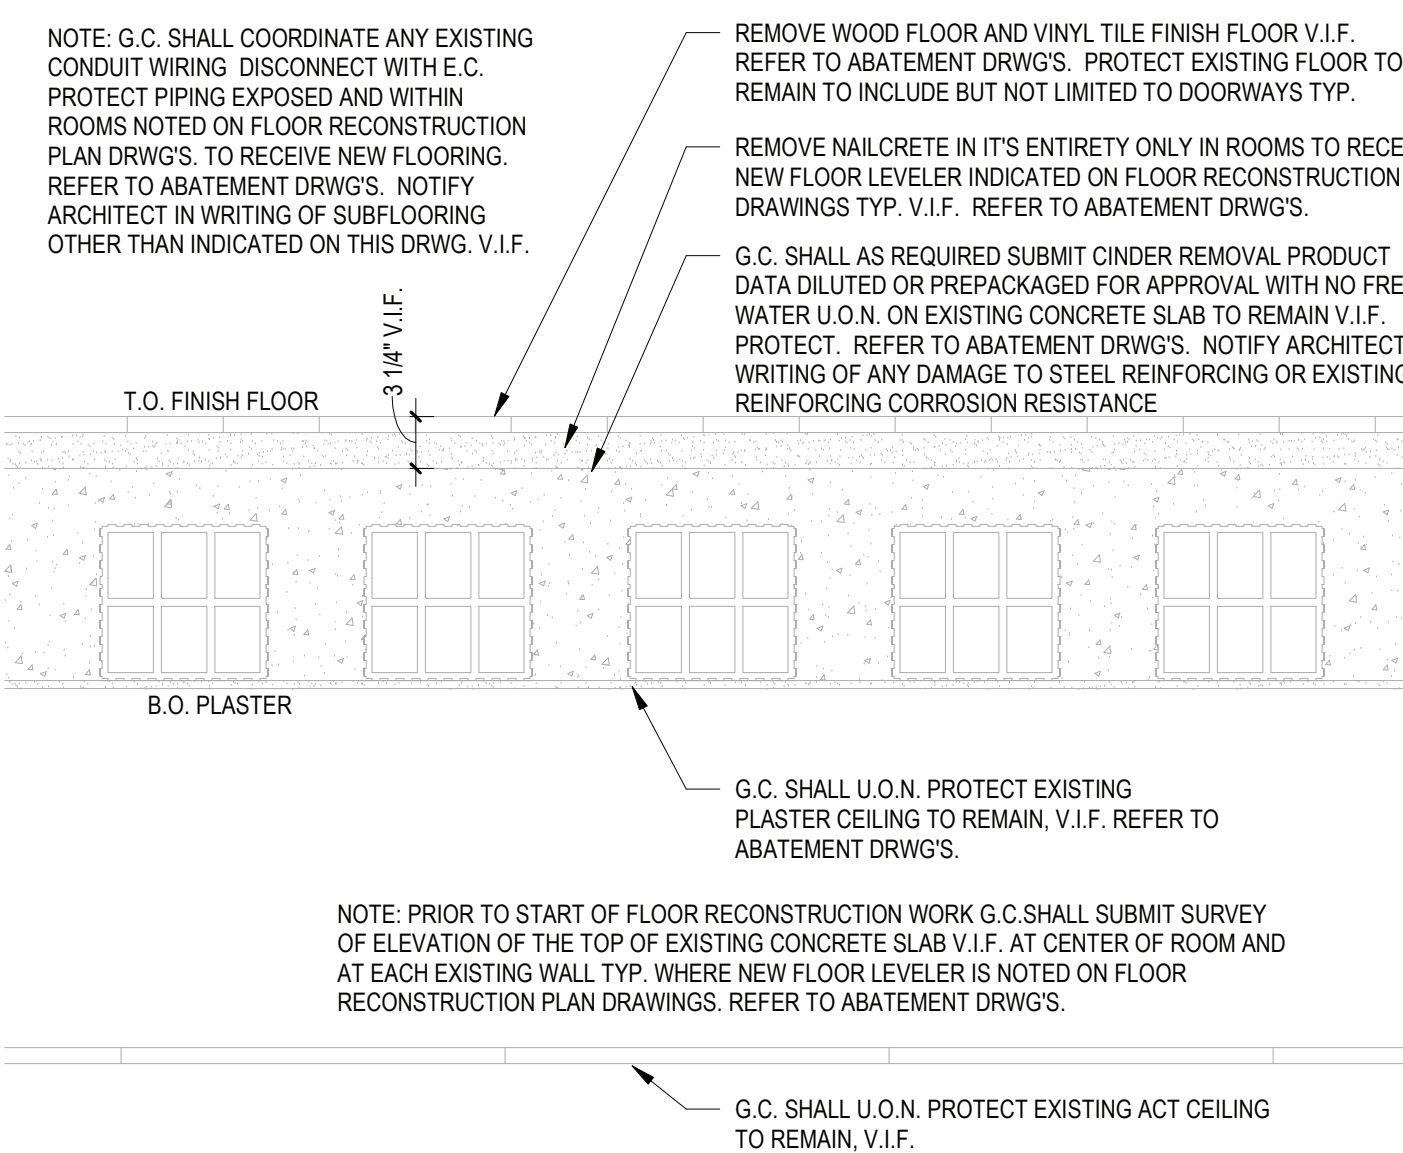 NOTE: G.C. SHALL COORDINATE ANY EXISTING
CONDUIT WIRING DISCONNECT WITH E.C.
PROTECT PIPING EXPOSED AND WITHIN
ROOMS NOTED ON FLOOR RECONSTRUCTION
PLAN DRWG'S. TO RECEIVE NEW FLOORING.
REFER TO ABATEMENT DRWG'S. NOTIFY
ARCHITECT IN WRITING OF SUBFLOORING
OTHER THAN INDICATED ON THIS DRWG. V.I.F.
REMOVE WOOD FLOOR AND VINYL TILE FINISH FLOOR V.I.F.
REFER TO ABATEMENT DRWG'S. PROTECT EXISTING FLOOR TO
REMAIN TO INCLUDE BUT NOT LIMITED TO DOORWAYS TYP.
REMOVE NAILCRETE IN IT'S ENTIRETY ONLY IN ROOMS TO RECE
NEW FLOOR LEVELER INDICATED ON FLOOR RECONSTRUCTION
DRAWINGS TYP. V.I.F. REFER TO ABATEMENT DRWG'S.
G.C. SHALL AS REQUIRED SUBMIT CINDER REMOVAL PRODUCT
DATA DILUTED OR PREPACKAGED FOR APPROVAL WITH NO FRE
WATER U.O.N. ON EXISTING CONCRETE SLAB TO REMAIN V.I.F.
PROTECT. REFER TO ABATEMENT DRWG'S. NOTIFY ARCHITECT
WRITING OF ANY DAMAGE TO STEEL REINFORCING OR EXISTING
REINFORCING CORROSION RESISTANCE
3 1/4" V.I.F.
T.O. FINISH FLOOR
B.O. PLASTER
G.C. SHALL U.O.N. PROTECT EXISTING
PLASTER CEILING TO REMAIN, V.I.F. REFER TO
ABATEMENT DRWG'S.
NOTE: PRIOR TO START OF FLOOR RECONSTRUCTION WORK G.C.SHALL SUBMIT SURVEY
OF ELEVATION OF THE TOP OF EXISTING CONCRETE SLAB V.I.F. AT CENTER OF ROOM AND
AT EACH EXISTING WALL TYP. WHERE NEW FLOOR LEVELER IS NOTED ON FLOOR
RECONSTRUCTION PLAN DRAWINGS. REFER TO ABATEMENT DRWG'S.
G.C. SHALL U.O.N. PROTECT EXISTING ACT CEILING
TO REMAIN, V.I.F.